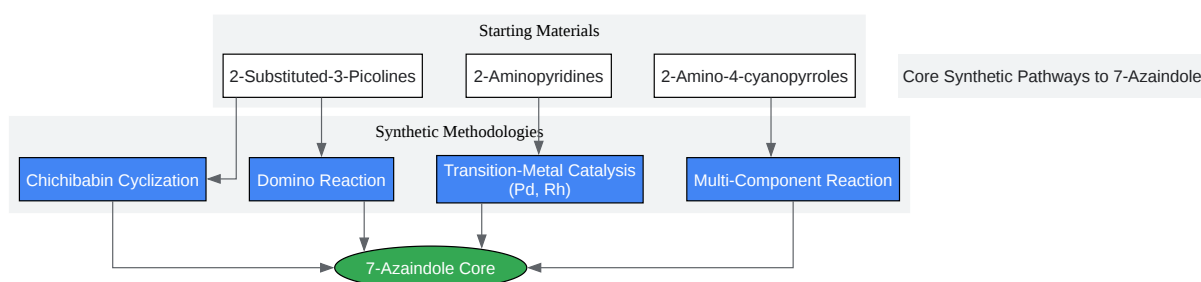 Starting Materials
2-Substituted-3-Picolines
2-Aminopyridines
2-Amino-4-cyanopyrroles
Core Synthetic Pathways to 7-Azaindole
Synthetic Methodologies
Chichibabin Cyclization
Domino Reaction
Transition-Metal Catalysis
(Pd, Rh)
Multi-Component Reaction
7-Azaindole Core